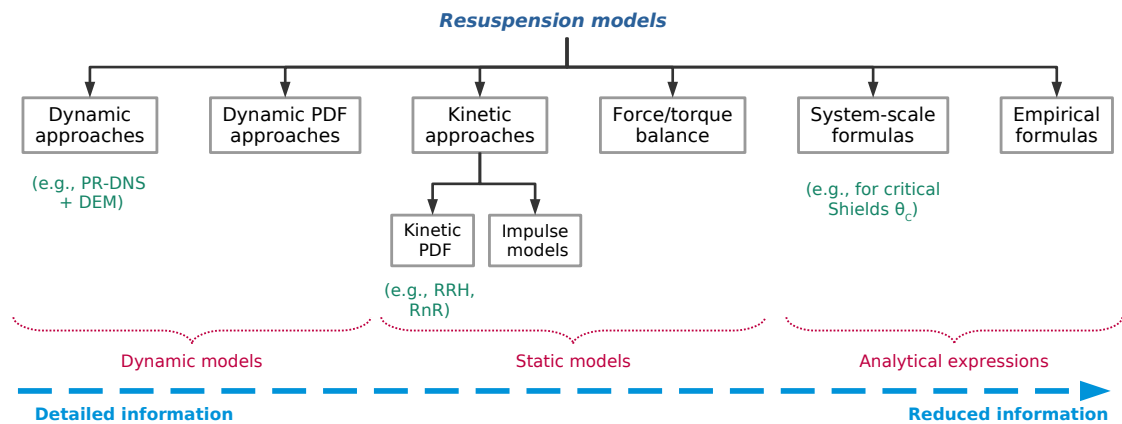 Resuspension models
Dynamic
approaches
Dynamic PDF
approaches
Kinetic
approaches
Force/torque
balance
System-scale
formulas
Empirical
formulas
(e.g., PR-DNS
+ DEM)
(e.g., for critical
Shields θc)
Kinetic
PDF
Impulse
models
(e.g., RRH,
RnR)
Dynamic models
Static models
Analytical expressions
Detailed information
Reduced information